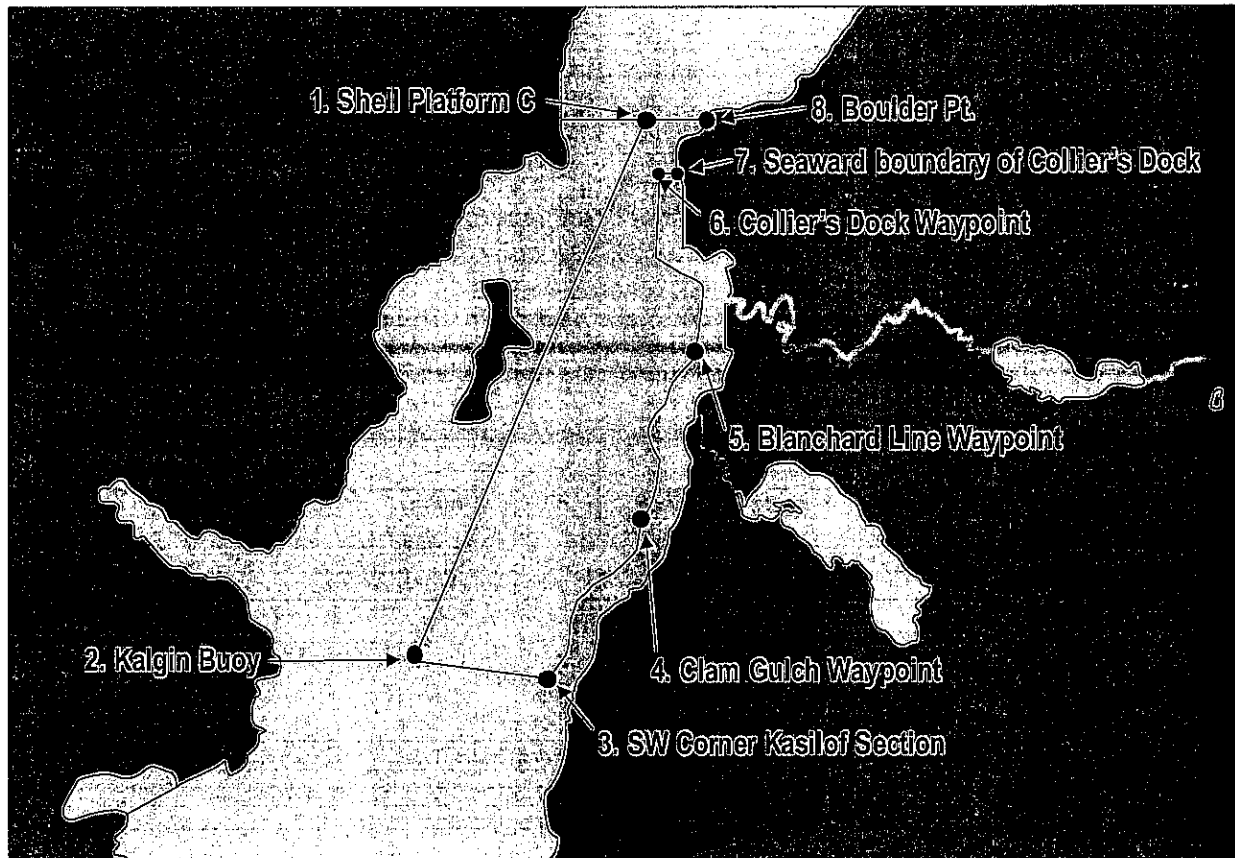 1. Shell Platform C
8. Boulder Pt.
7. Seaward boundary of Collier's Dock
6. Collier's Dock Waypoint
5. Blanchard Line Waypoint
2. Kalgin Buoy
4. Clam Gulch Waypoint
3. SW Corner Kasilof Section